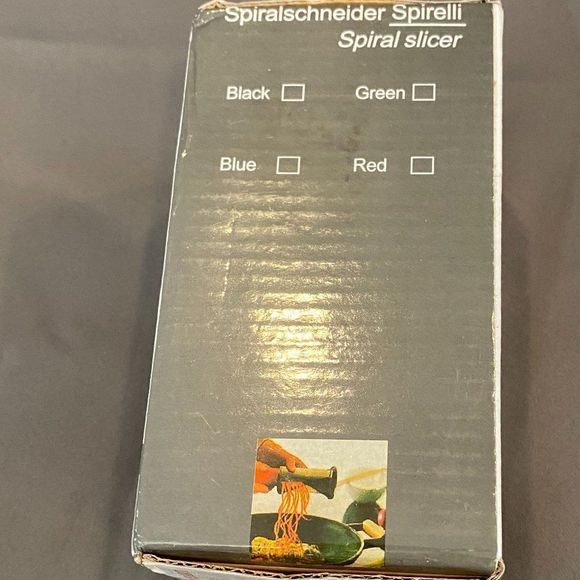 Spiralschneider Spirelli
Spiral slicer
Black Green
Blue Red